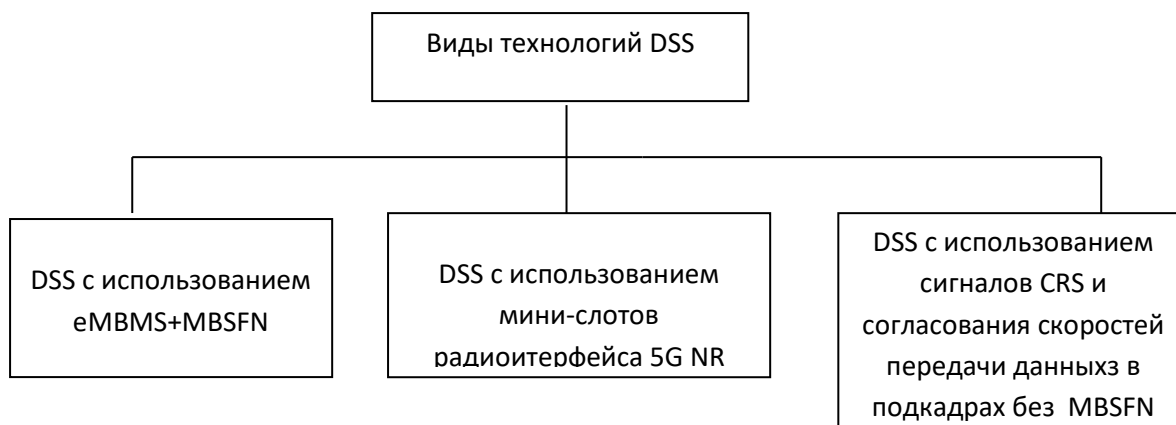 Виды технологий DSS
DSS с использованием
eMBMS+MBSFN
DSS с использованием
мини-слотов
радиоитерфейса 5G NR
DSS с использованием
сигналов CRS и
согласования скоростей
передачи данныхз в
подкадрах без MBSFN